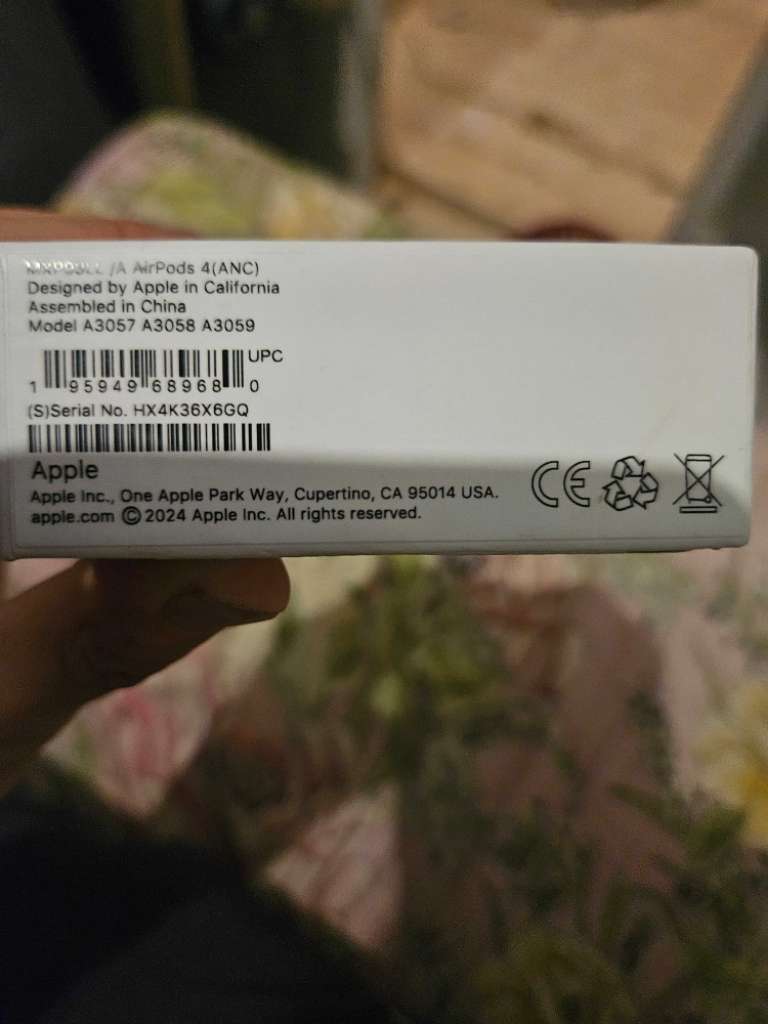 /A AirPods 4(ANC)
Designed by Apple in California
Assembled in China
Model A3057 A3058 A3059
UPC
1 95949 68968 0
(S)Serial No. HX4K36X6GQ
Apple
Apple Inc., One Apple Park Way, Cupertino, CA 95014 USA.
apple.com ©2024 Apple Inc. All rights reserved.
CE